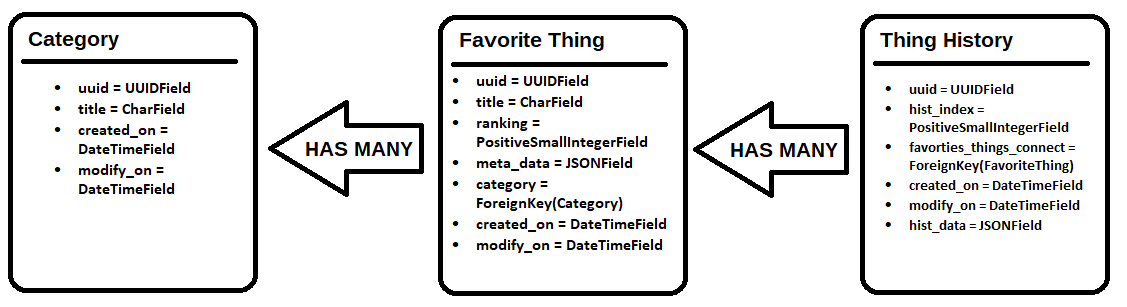 Category
• uuid = UUIDField
• title = CharField
• created_on =
DateTimeField
• modify_on =
DateTimeField
HAS MANY
Favorite Thing
• uuid = UUIDField
• title = CharField
• ranking =
PositiveSmallIntegerField
• meta_data = JSONField
• category =
ForeignKey(Category)
• created_on = DateTimeField
• modify_on = DateTimeField
HAS MANY
Thing History
• uuid = UUIDField
• hist_index =
PositiveSmallIntegerField
• favorties_things_connect =
ForeignKey(FavoriteThing)
• created_on = DateTimeField
• modify_on = DateTimeField
• hist_data = JSONField